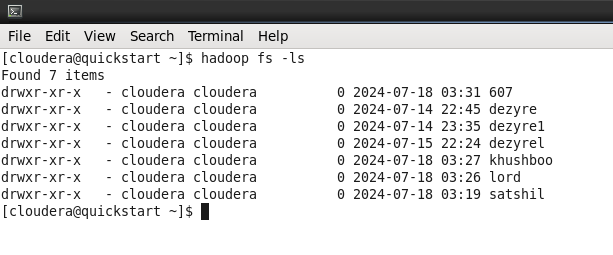 File Edit View Search Terminal Help
[cloudera@quickstart ~]$ hadoop fs -ls
Found 7 items
drwxr-xr-x   - cloudera cloudera          0 2024-07-18 03:31 607
drwxr-xr-x   - cloudera cloudera          0 2024-07-14 22:45 dezyre
drwxr-xr-x   - cloudera cloudera          0 2024-07-14 23:35 dezyre1
drwxr-xr-x   - cloudera cloudera          0 2024-07-15 22:24 dezyrel
drwxr-xr-x   - cloudera cloudera          0 2024-07-18 03:27 khushboo
drwxr-xr-x   - cloudera cloudera          0 2024-07-18 03:26 lord
drwxr-xr-x   - cloudera cloudera          0 2024-07-18 03:19 satshil
[cloudera@quickstart ~]$